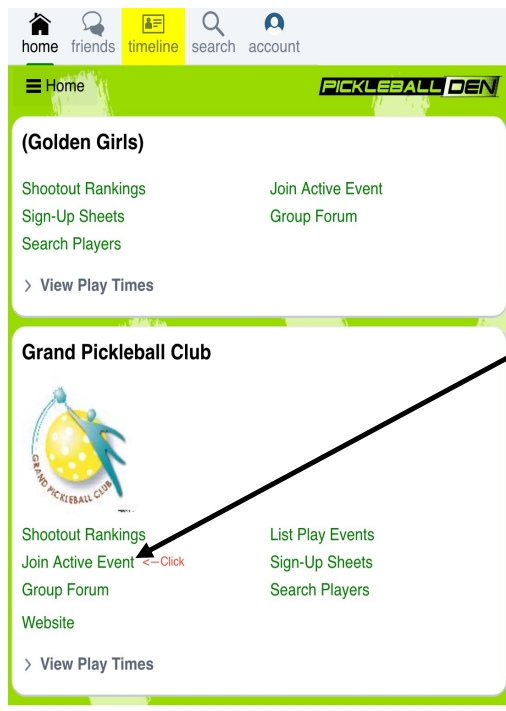 home friends timeline search account
Home PICKLEBALL DEN
(Golden Girls)
Shootout Rankings Join Active Event
Sign-Up Sheets Group Forum
Search Players
> View Play Times
Grand Pickleball Club
GRAND PICKLEBALL CLUB
Shootout Rankings List Play Events
Join Active Event <--Click Sign-Up Sheets
Group Forum Search Players
Website
> View Play Times